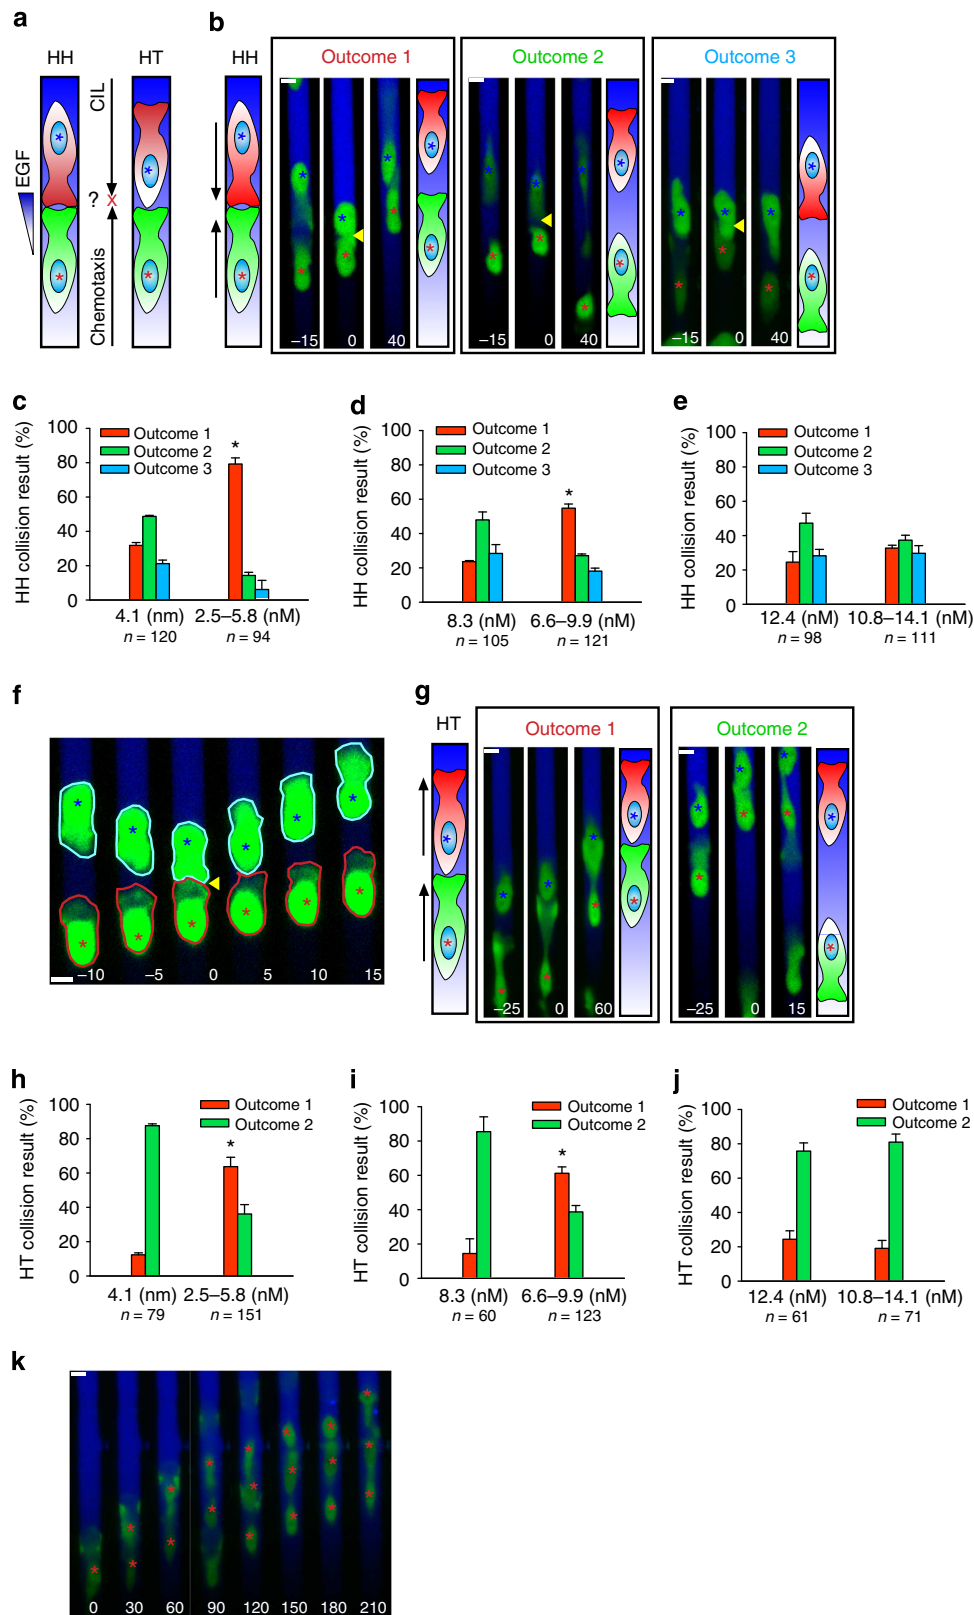 a
HH
HT
EGF
CIL
?
X
Chemotaxis
b
HH
Outcome 1
Outcome 2
Outcome 3
–15
0
40
–15
0
40
–15
0
40
c
HH collision result (%)
100
80
60
40
20
0
Outcome 1
Outcome 2
Outcome 3
*
4.1 (nm)
2.5–5.8 (nM)
n = 120
n = 94
d
HH collision result (%)
100
80
60
40
20
0
Outcome 1
Outcome 2
Outcome 3
*
8.3 (nM)
6.6–9.9 (nM)
n = 105
n = 121
e
HH collision result (%)
100
80
60
40
20
0
Outcome 1
Outcome 2
Outcome 3
12.4 (nM)
10.8–14.1 (nM)
n = 98
n = 111
f
–10
–5
0
5
10
15
g
HT
Outcome 1
Outcome 2
–25
0
60
–25
0
15
h
HT collision result (%)
100
80
60
40
20
0
Outcome 1
Outcome 2
*
4.1 (nm)
2.5–5.8 (nM)
n = 79
n = 151
i
HT collision result (%)
100
80
60
40
20
0
Outcome 1
Outcome 2
*
8.3 (nM)
6.6–9.9 (nM)
n = 60
n = 123
j
HT collision result (%)
100
80
60
40
20
0
Outcome 1
Outcome 2
12.4 (nM)
10.8–14.1 (nM)
n = 61
n = 71
k
0
30
60
90
120
150
180
210